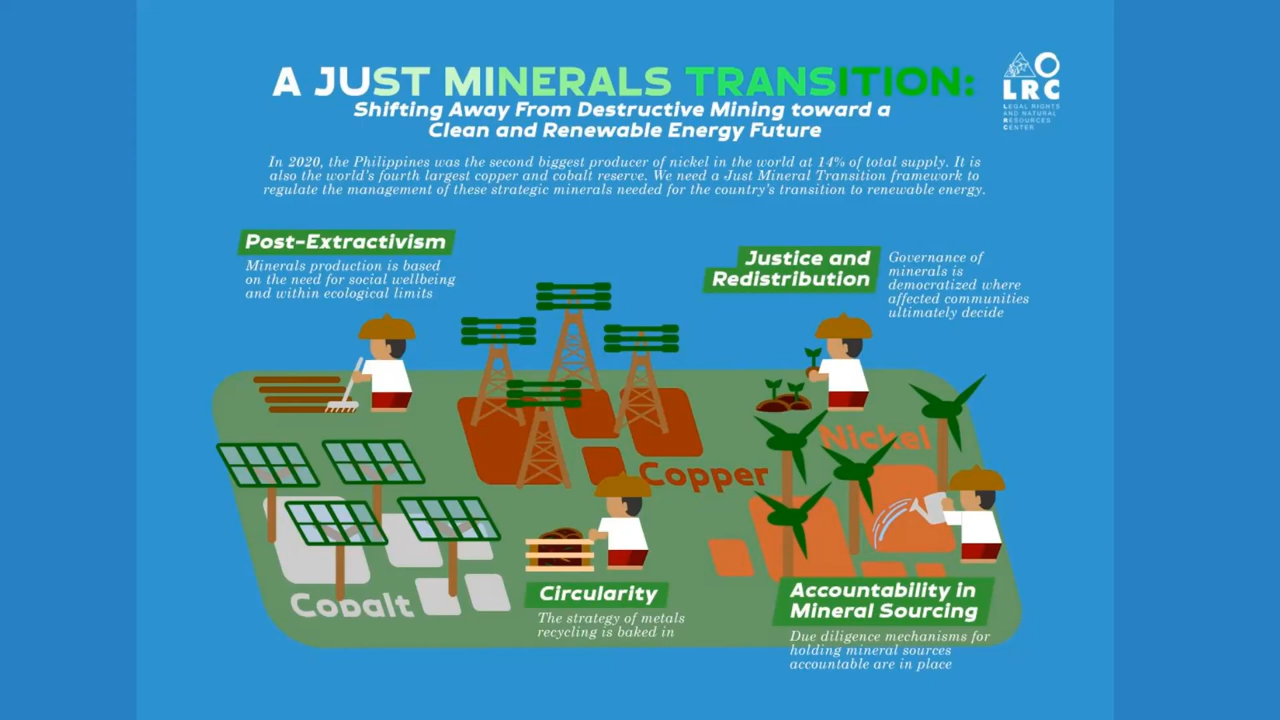 A JUST MINERALS TRANSITION:
Shifting Away From Destructive Mining toward a
Clean and Renewable Energy Future
LRC
LEGAL RIGHTS
AND NATURAL
RESOURCES
CENTER
In 2020, the Philippines was the second biggest producer of nickel in the world at 14% of total supply. It is
also the world's fourth largest copper and cobalt reserve. We need a Just Mineral Transition framework to
regulate the management of these strategic minerals needed for the country's transition to renewable energy.
Post-Extractivism
Minerals production is based
on the need for social wellbeing
and within ecological limits
Justice and
Redistribution
Governance of
minerals is
democratized where
affected communities
ultimately decide
Nickel
Copper
Cobalt
Circularity
The strategy of metals
recycling is baked in
Accountability in
Mineral Sourcing
Due diligence mechanisms for
holding mineral sources
accountable are in place